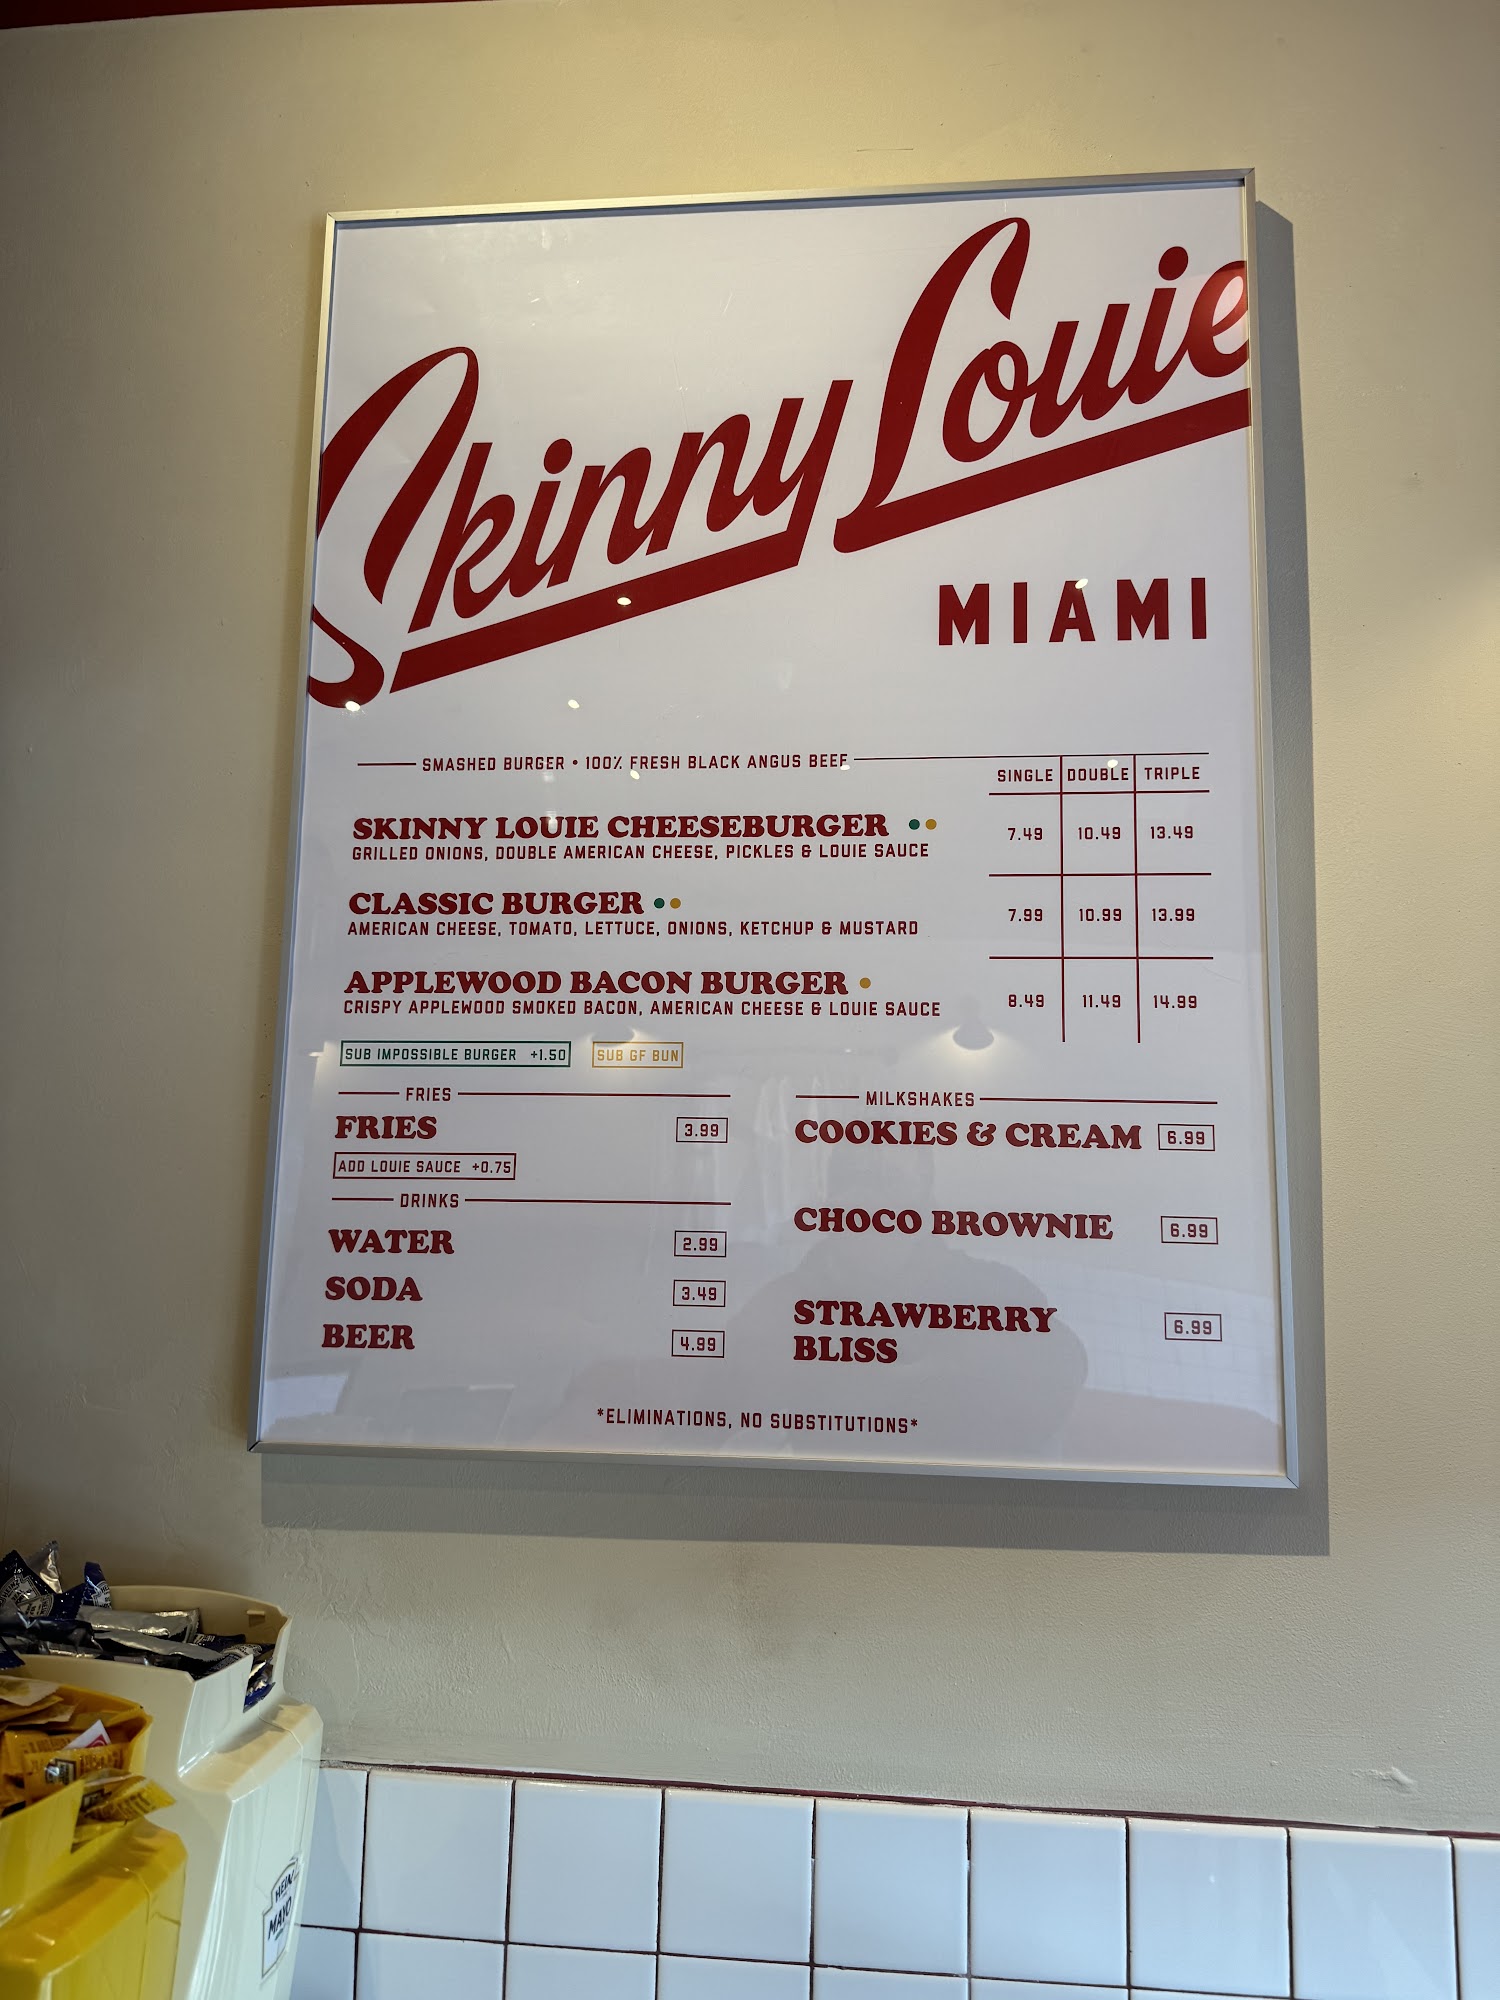 Skinny Louie
MIAMI
SMASHED BURGER • 100% FRESH BLACK ANGUS BEEF
SINGLE DOUBLE TRIPLE
SKINNY LOUIE CHEESEBURGER
7.49 10.49 13.49
GRILLED ONIONS, DOUBLE AMERICAN CHEESE, PICKLES & LOUIE SAUCE
CLASSIC BURGER
7.99 10.99 13.99
AMERICAN CHEESE, TOMATO, LETTUCE, ONIONS, KETCHUP & MUSTARD
APPLEWOOD BACON BURGER
8.49 11.49 14.99
CRISPY APPLEWOOD SMOKED BACON, AMERICAN CHEESE & LOUIE SAUCE
SUB IMPOSSIBLE BURGER +1.50
SUB GF BUN
FRIES
FRIES 3.99
ADD LOUIE SAUCE +0.75
DRINKS
WATER 2.99
SODA 3.49
BEER 4.99
MILKSHAKES
COOKIES & CREAM 6.99
CHOCO BROWNIE 6.99
STRAWBERRY
BLISS
6.99
*ELIMINATIONS, NO SUBSTITUTIONS*
HEIN
MAYO